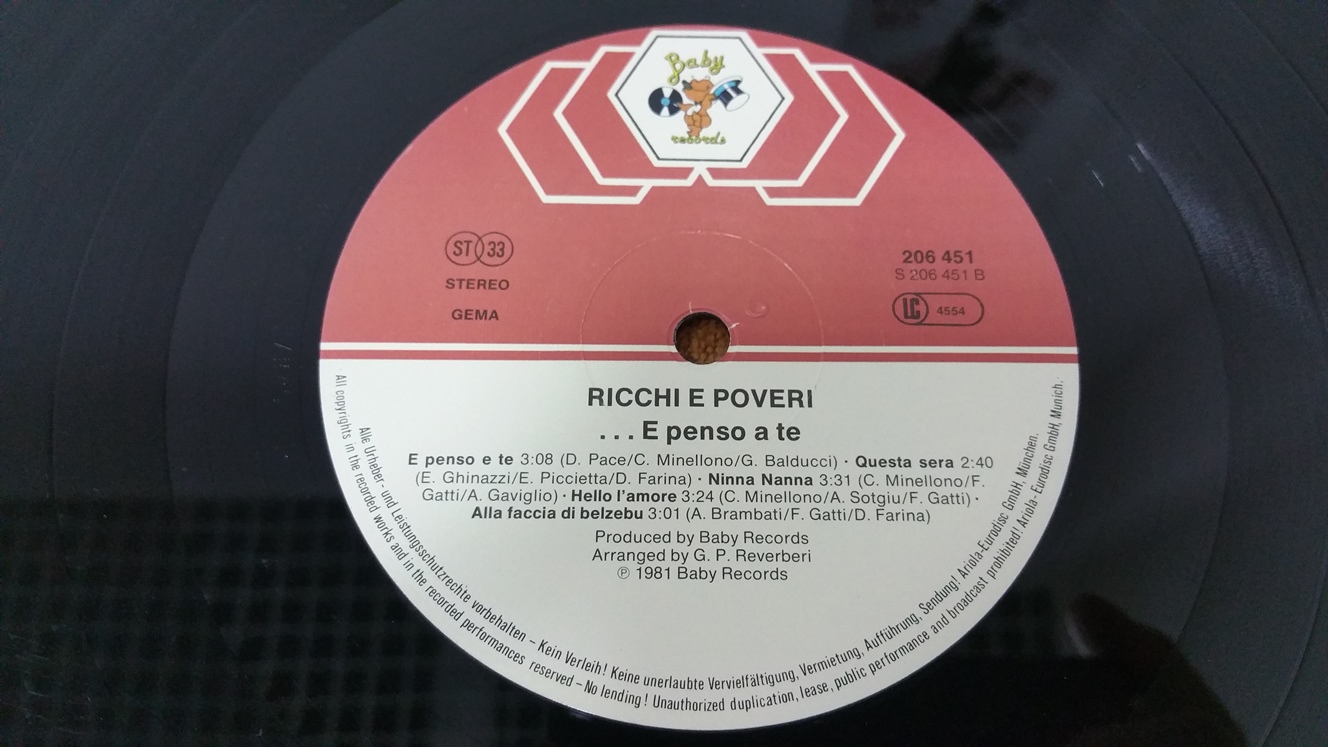 Baby
records
ST 33
STEREO
GEMA
206 451
S 206 451 B
LC 4554
RICCHI E POVERI
... E penso a te
E penso e te 3:08 (D. Pace/C. Minellono/G. Balducci) · Questa sera 2:40
(E. Ghinazzi/E. Piccietta/D. Farina) · Ninna Nanna 3:31 (C. Minellono/F.
Gatti/A. Gaviglio) · Hello l'amore 3:24 (C. Minellono/A. Sotgiu/F. Gatti) ·
Alla faccia di belzebu 3:01 (A. Brambati/F. Gatti/D. Farina)
Produced by Baby Records
Arranged by G. P. Reverberi
℗ 1981 Baby Records
Alle Urheber- und Leistungsschutzrechte vorbehalten – Kein Verleih! Keine unerlaubte Vervielfältigung, Vermietung, Aufführung, Sendung! Ariola-Eurodisc GmbH, München.
All copyrights in the recorded works and in the recorded performances reserved – No lending! Unauthorized duplication, lease, public performance and broadcast prohibited! Ariola-Eurodisc GmbH, Munich.